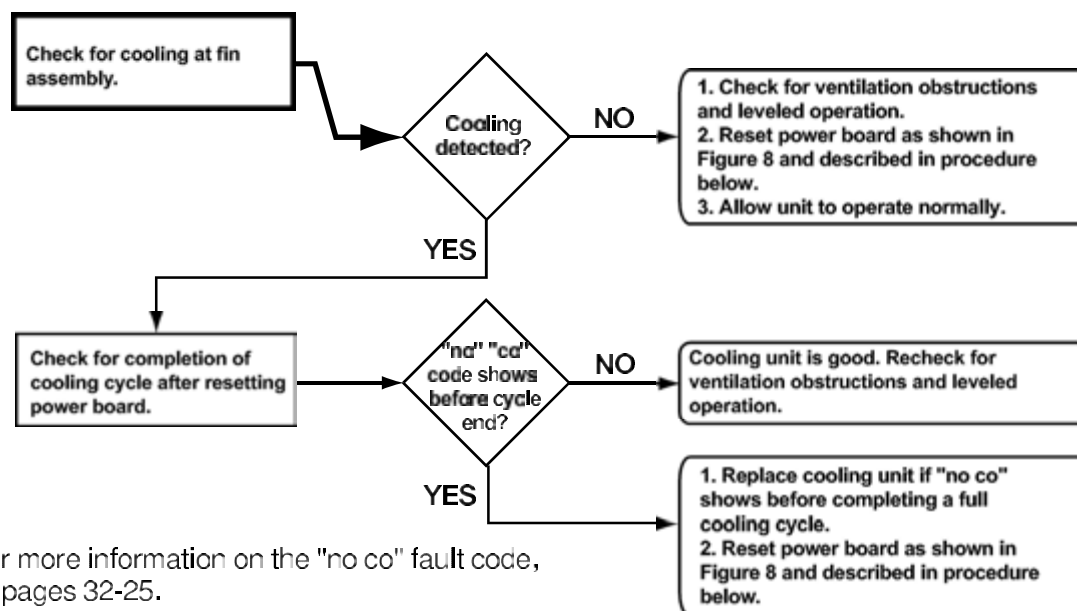 Check for cooling at fin
assembly.
Cooling
detected?
NO
1. Check for ventilation obstructions
and leveled operation.
2. Reset power board as shown in
Figure 8 and described in procedure
below.
3. Allow unit to operate normally.
YES
Check for completion of
cooling cycle after resetting
power board.
"no" "co"
code shows
before cycle
end?
NO
Cooling unit is good. Recheck for
ventilation obstructions and leveled
operation.
YES
1. Replace cooling unit if "no co"
shows before completing a full
cooling cycle.
2. Reset power board as shown in
Figure 8 and described in procedure
below.
r more information on the "no co" fault code,
pages 32-25.